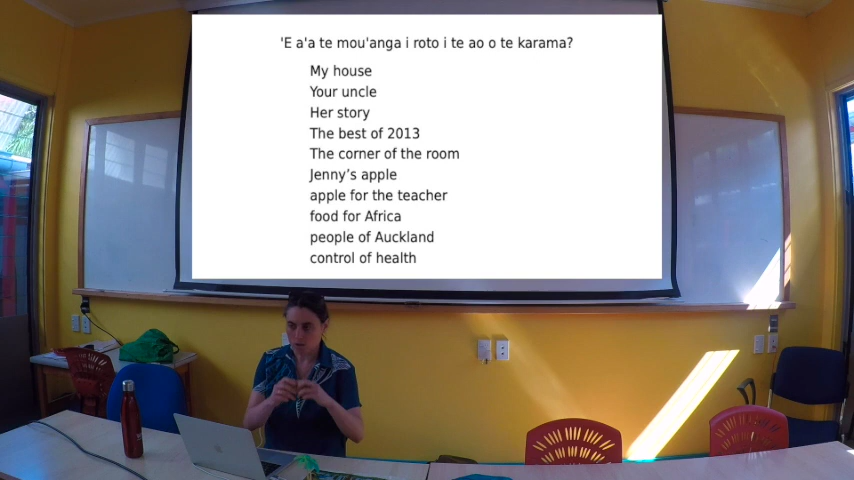 'E a'a te mou'anga i roto i te ao o te karama?
My house
Your uncle
Her story
The best of 2013
The corner of the room
Jenny’s apple
apple for the teacher
food for Africa
people of Auckland
control of health